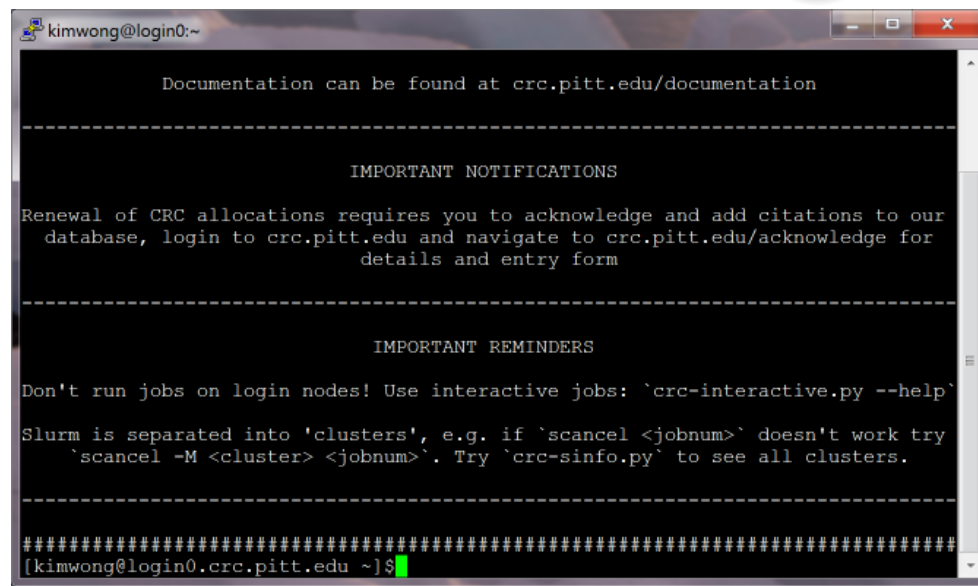 kimwong@login0:~
Documentation can be found at crc.pitt.edu/documentation
--------------------------------------------------------------------------------
IMPORTANT NOTIFICATIONS
Renewal of CRC allocations requires you to acknowledge and add citations to our
database, login to crc.pitt.edu and navigate to crc.pitt.edu/acknowledge for
details and entry form
--------------------------------------------------------------------------------
IMPORTANT REMINDERS
Don't run jobs on login nodes! Use interactive jobs: `crc-interactive.py --help`
Slurm is separated into 'clusters', e.g. if `scancel <jobnum>` doesn't work try
`scancel -M <cluster> <jobnum>`. Try `crc-sinfo.py` to see all clusters.
--------------------------------------------------------------------------------
################################################################################
[kimwong@login0.crc.pitt.edu ~]$